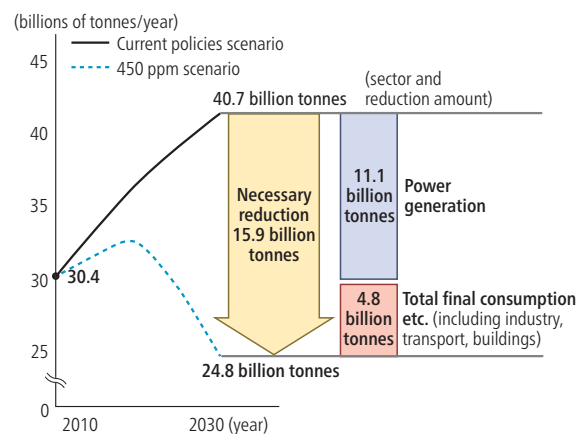 (billions of tonnes/year)
Current policies scenario
450 ppm scenario
45
40
35
30
25
0
2010
2030 (year)
30.4
40.7 billion tonnes
(sector and
reduction amount)
Necessary
reduction
15.9 billion
tonnes
11.1
billion
tonnes
Power
generation
4.8
billion
tonnes
Total final consumption
etc. (including industry,
transport, buildings)
24.8 billion tonnes